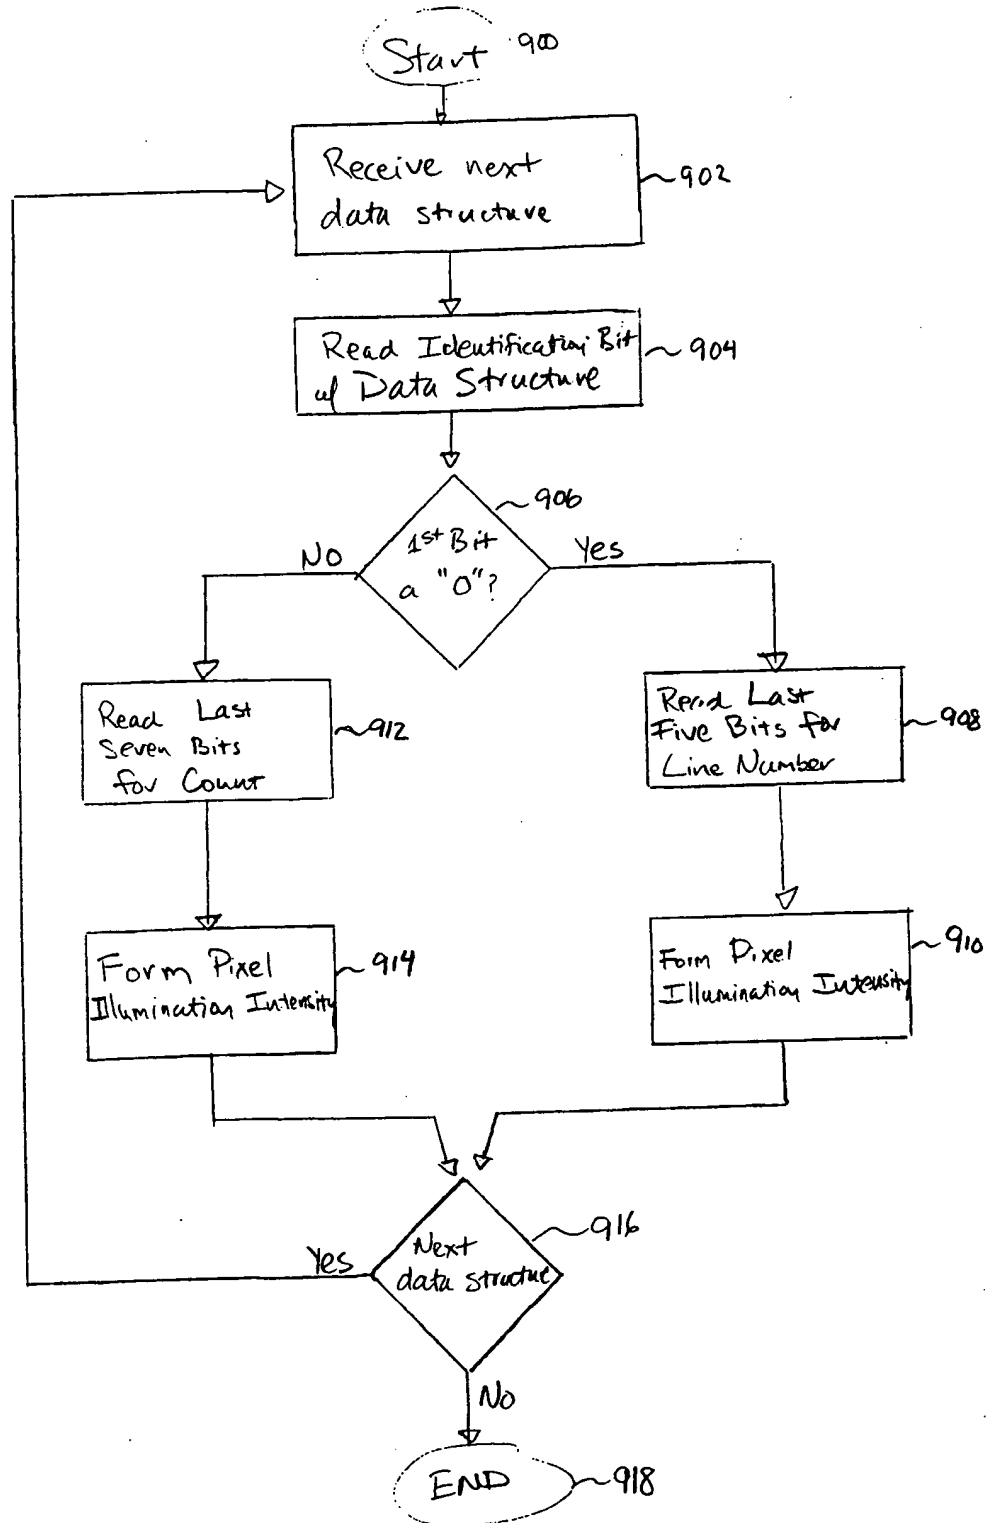 Start 900
Receive next
data structure
902
Read Identification Bit
w/ Data Structure
904
906
1st Bit
a "0"?
No
Yes
Read Last
Seven Bits
for Count
912
Read Last
Five Bits for
Line Number
908
Form Pixel
Illumination Intensity
914
Form Pixel
Illumination Intensity
910
916
Next
data structure
Yes
No
END
918